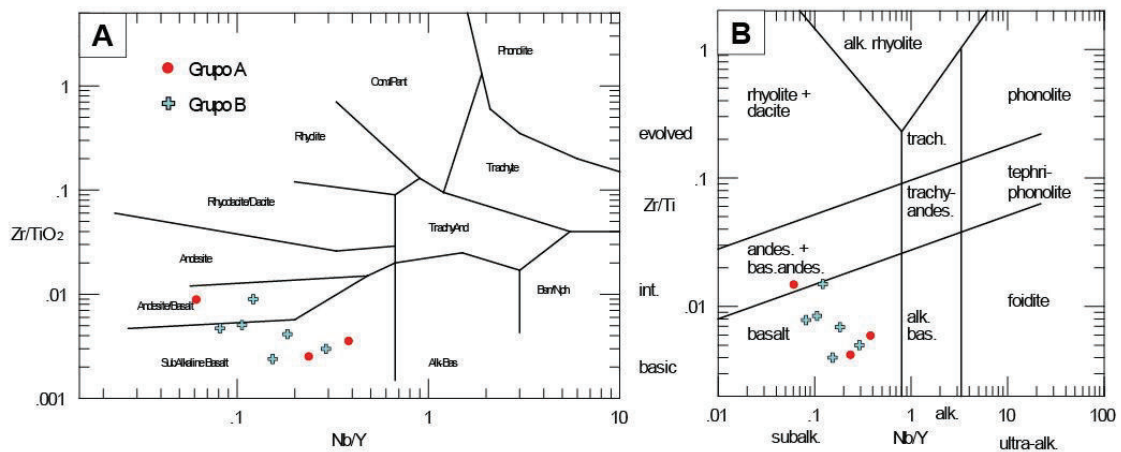 A
Grupo A
Grupo B
Com/Pant
Phonolite
Rhyolite
Trachyte
Rhyodacite/Dacite
TrachyAnd
Andesite
Andesite/Basalt
Bsn/Nph
SubAlkaline Basalt
Alk-Bas
Zr/TiO2
1
.1
.01
.001
.1
1
10
Nb/Y
B
alk. rhyolite
rhyolite +
dacite
phonolite
trach.
tephri-
phonolite
trachy-
andes.
andes. +
bas.andes.
foidite
basalt
alk.
bas.
evolved
Zr/Ti
int.
basic
1
.1
.01
.01
.1
1
10
100
subalk.
Nb/Y
alk.
ultra-alk.